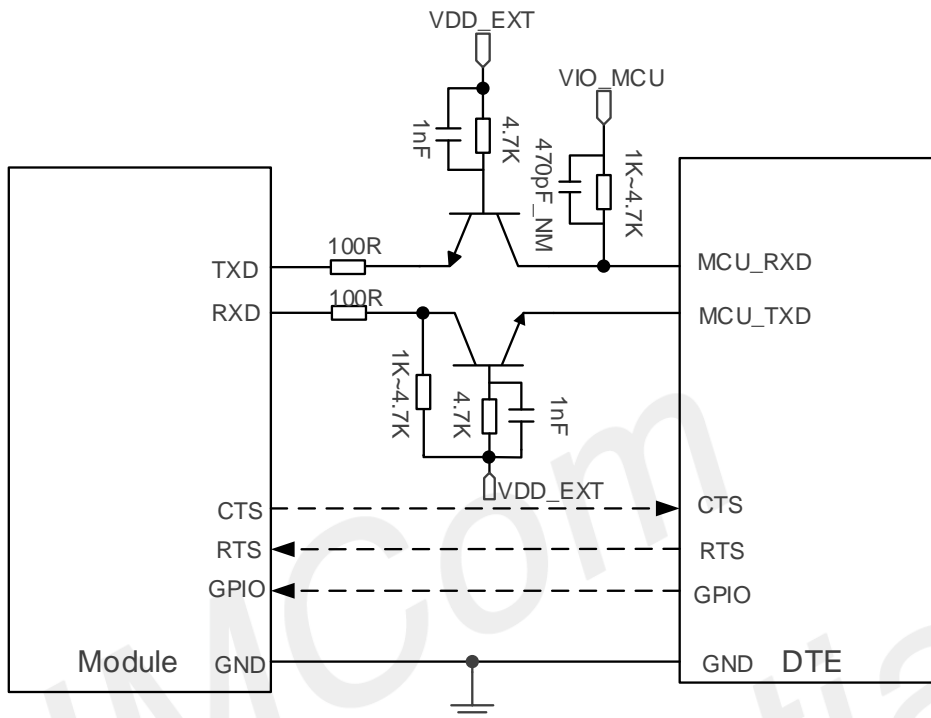 VDD_EXT
VIO_MCU
1nF
4.7K
470pF_NM
1K~4.7K
100R
TXD
MCU_RXD
RXD
100R
MCU_TXD
1K~4.7K
4.7K
1nF
VDD_EXT
CTS
CTS
RTS
RTS
GPIO
GPIO
Module
GND
GND
DTE